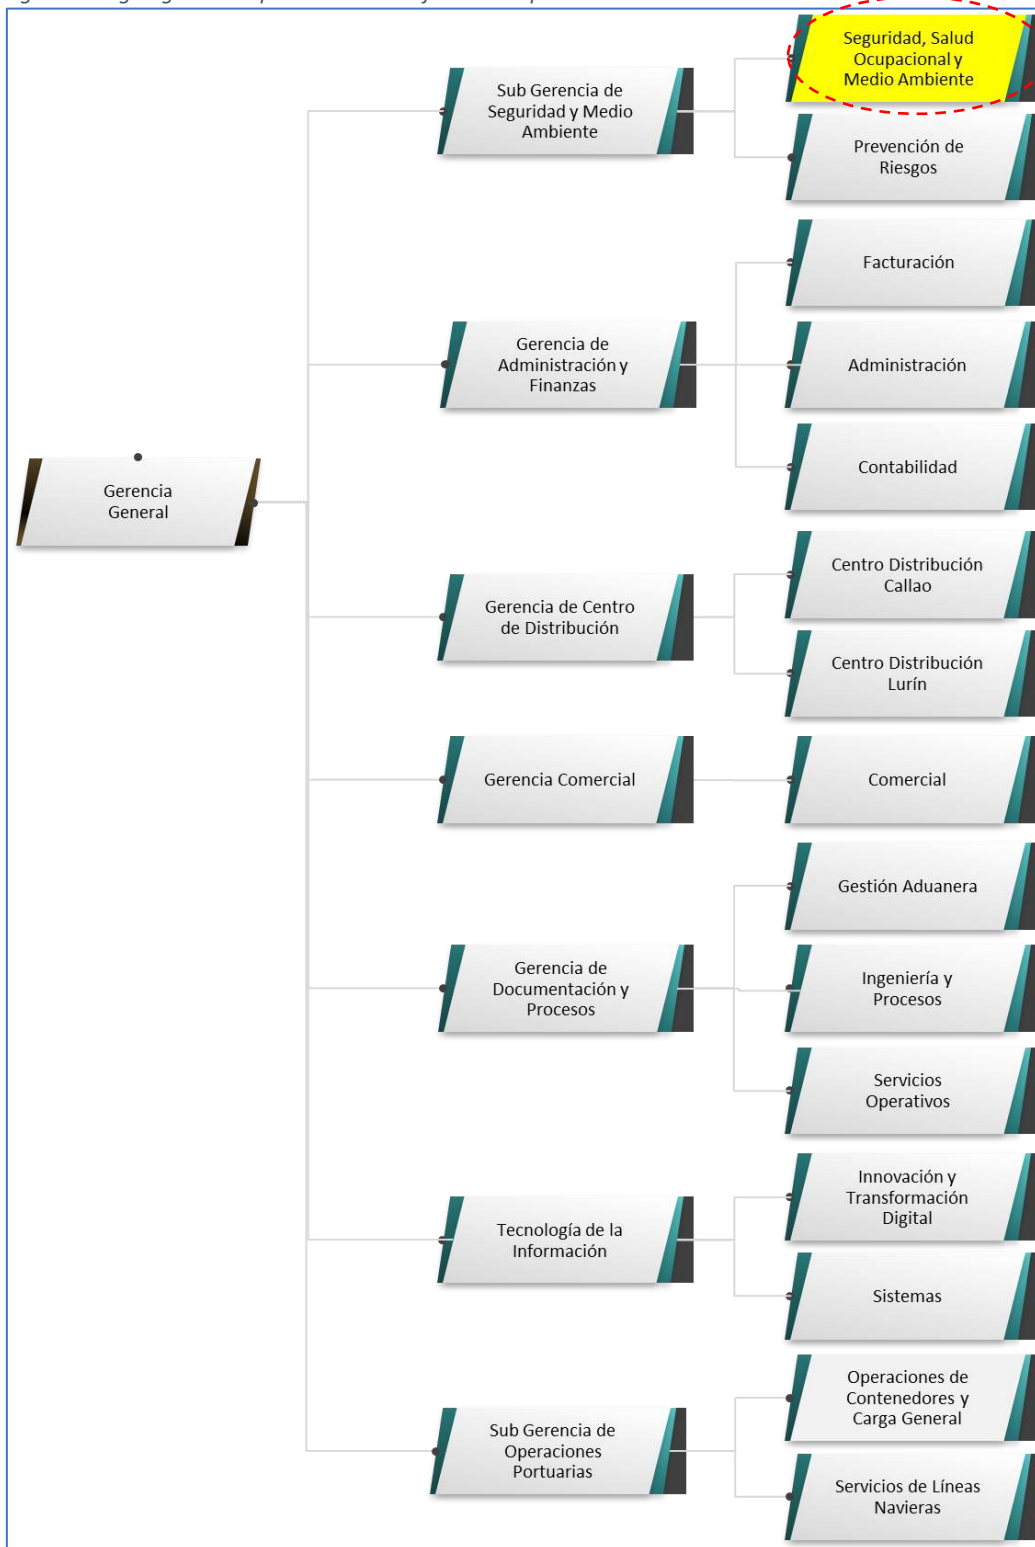 Seguridad, Salud
Ocupacional y
Medio Ambiente
Sub Gerencia de
Seguridad y Medio
Ambiente
Prevención de
Riesgos
Facturación
Gerencia de
Administración y
Finanzas
Administración
Contabilidad
Gerencia
General
Centro Distribución
Callao
Gerencia de Centro
de Distribución
Centro Distribución
Lurín
Gerencia Comercial
Comercial
Gestión Aduanera
Gerencia de
Documentación y
Procesos
Ingeniería y
Procesos
Servicios
Operativos
Innovación y
Transformación
Digital
Tecnología de la
Información
Sistemas
Operaciones de
Contenedores y
Carga General
Sub Gerencia de
Operaciones
Portuarias
Servicios de Líneas
Navieras